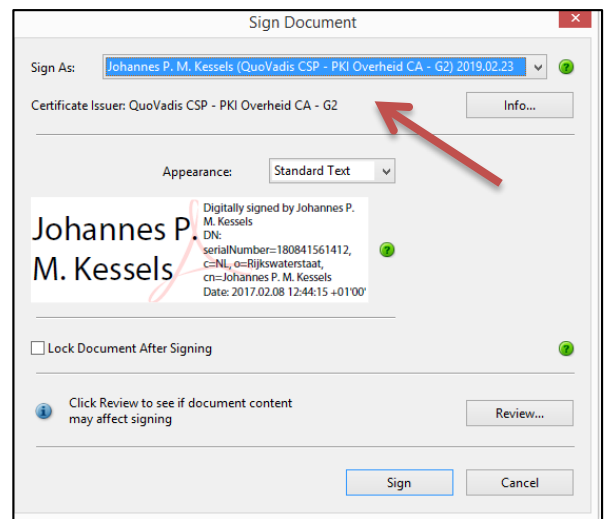 Sign Document
Sign As: Johannes P. M. Kessels (QuoVadis CSP - PKI Overheid CA - G2) 2019.02.23
Certificate Issuer: QuoVadis CSP - PKI Overheid CA - G2 Info...
Appearance: Standard Text
Johannes P.
M. Kessels
Digitally signed by Johannes P.
M. Kessels
DN:
serialNumber=180841561412,
c=NL, o=Rijkswaterstaat,
cn=Johannes P. M. Kessels
Date: 2017.02.08 12:44:15 +01'00'
Lock Document After Signing
Click Review to see if document content
may affect signing
Review...
Sign Cancel